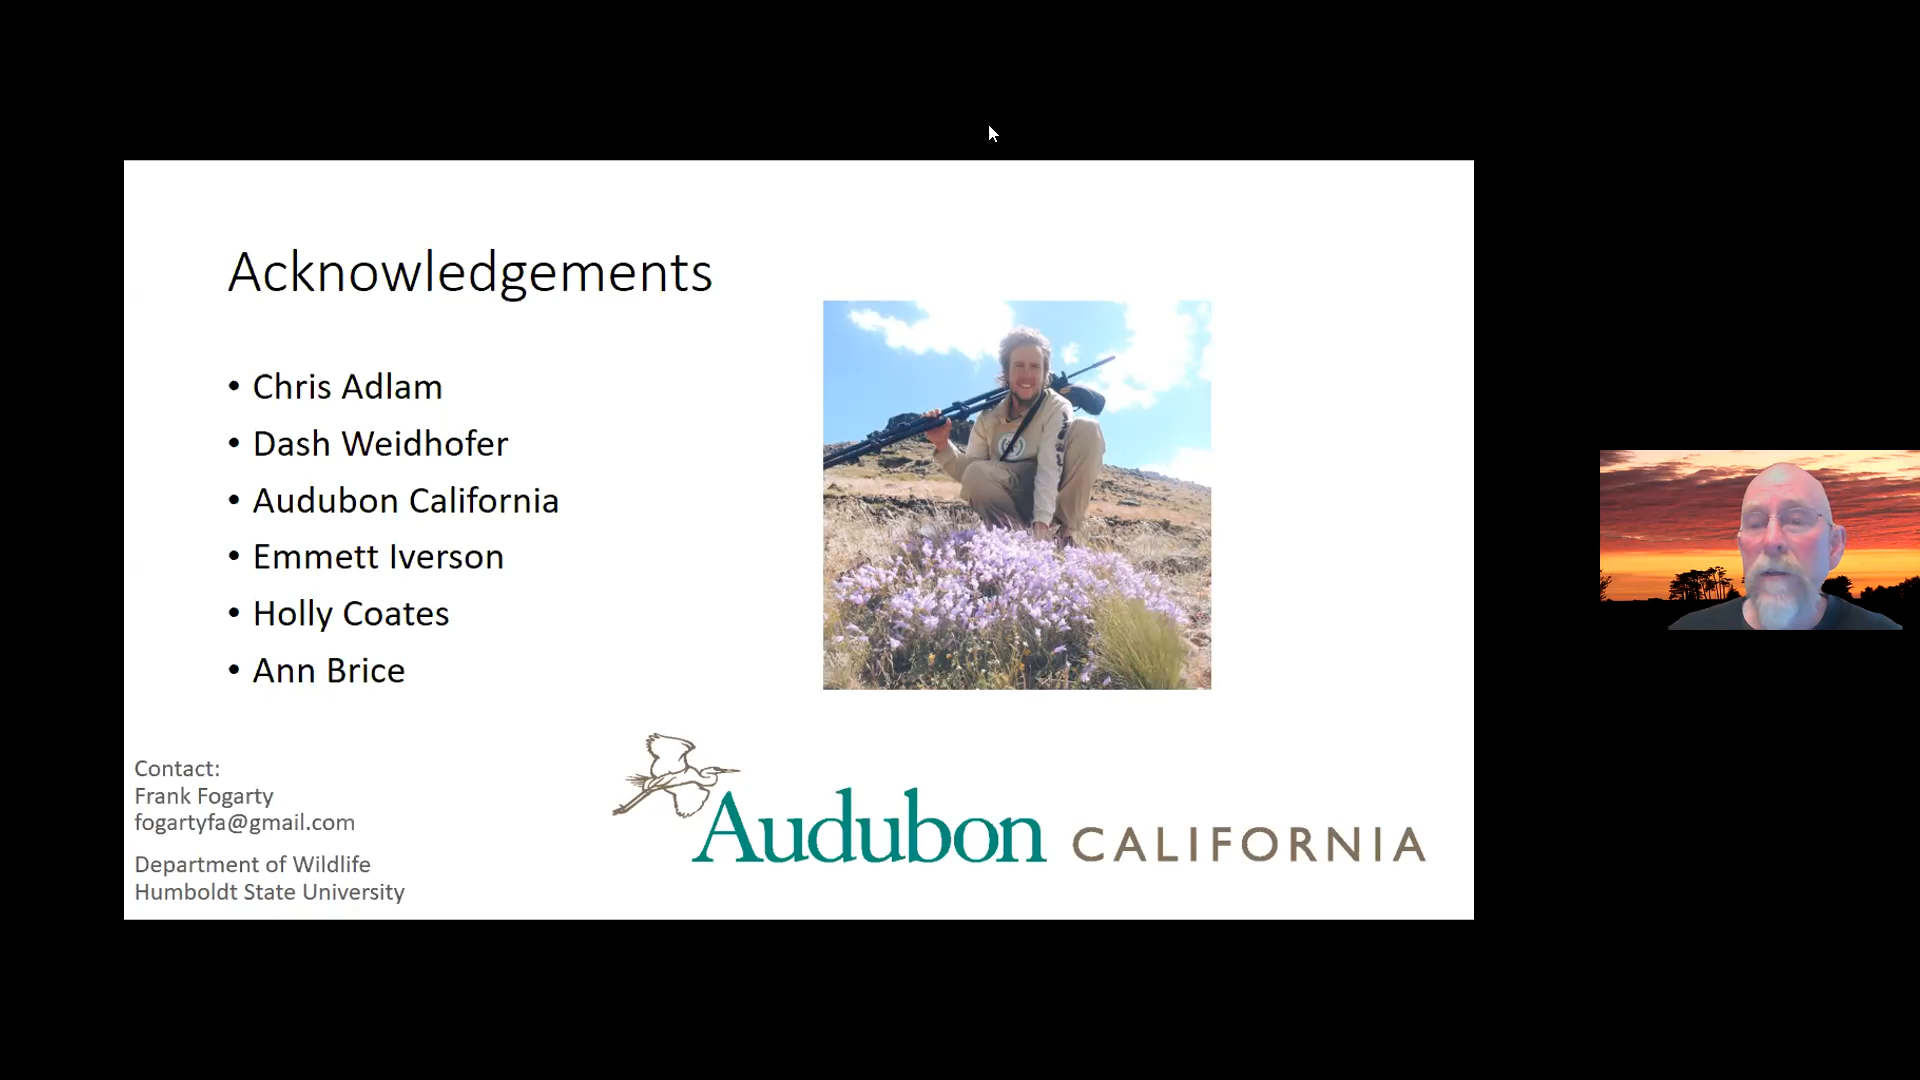 Acknowledgements
• Chris Adlam
• Dash Weidhofer
• Audubon California
• Emmett Iverson
• Holly Coates
• Ann Brice
Contact:
Frank Fogarty
fogartyfa@gmail.com
Department of Wildlife
Humboldt State University
Audubon CALIFORNIA